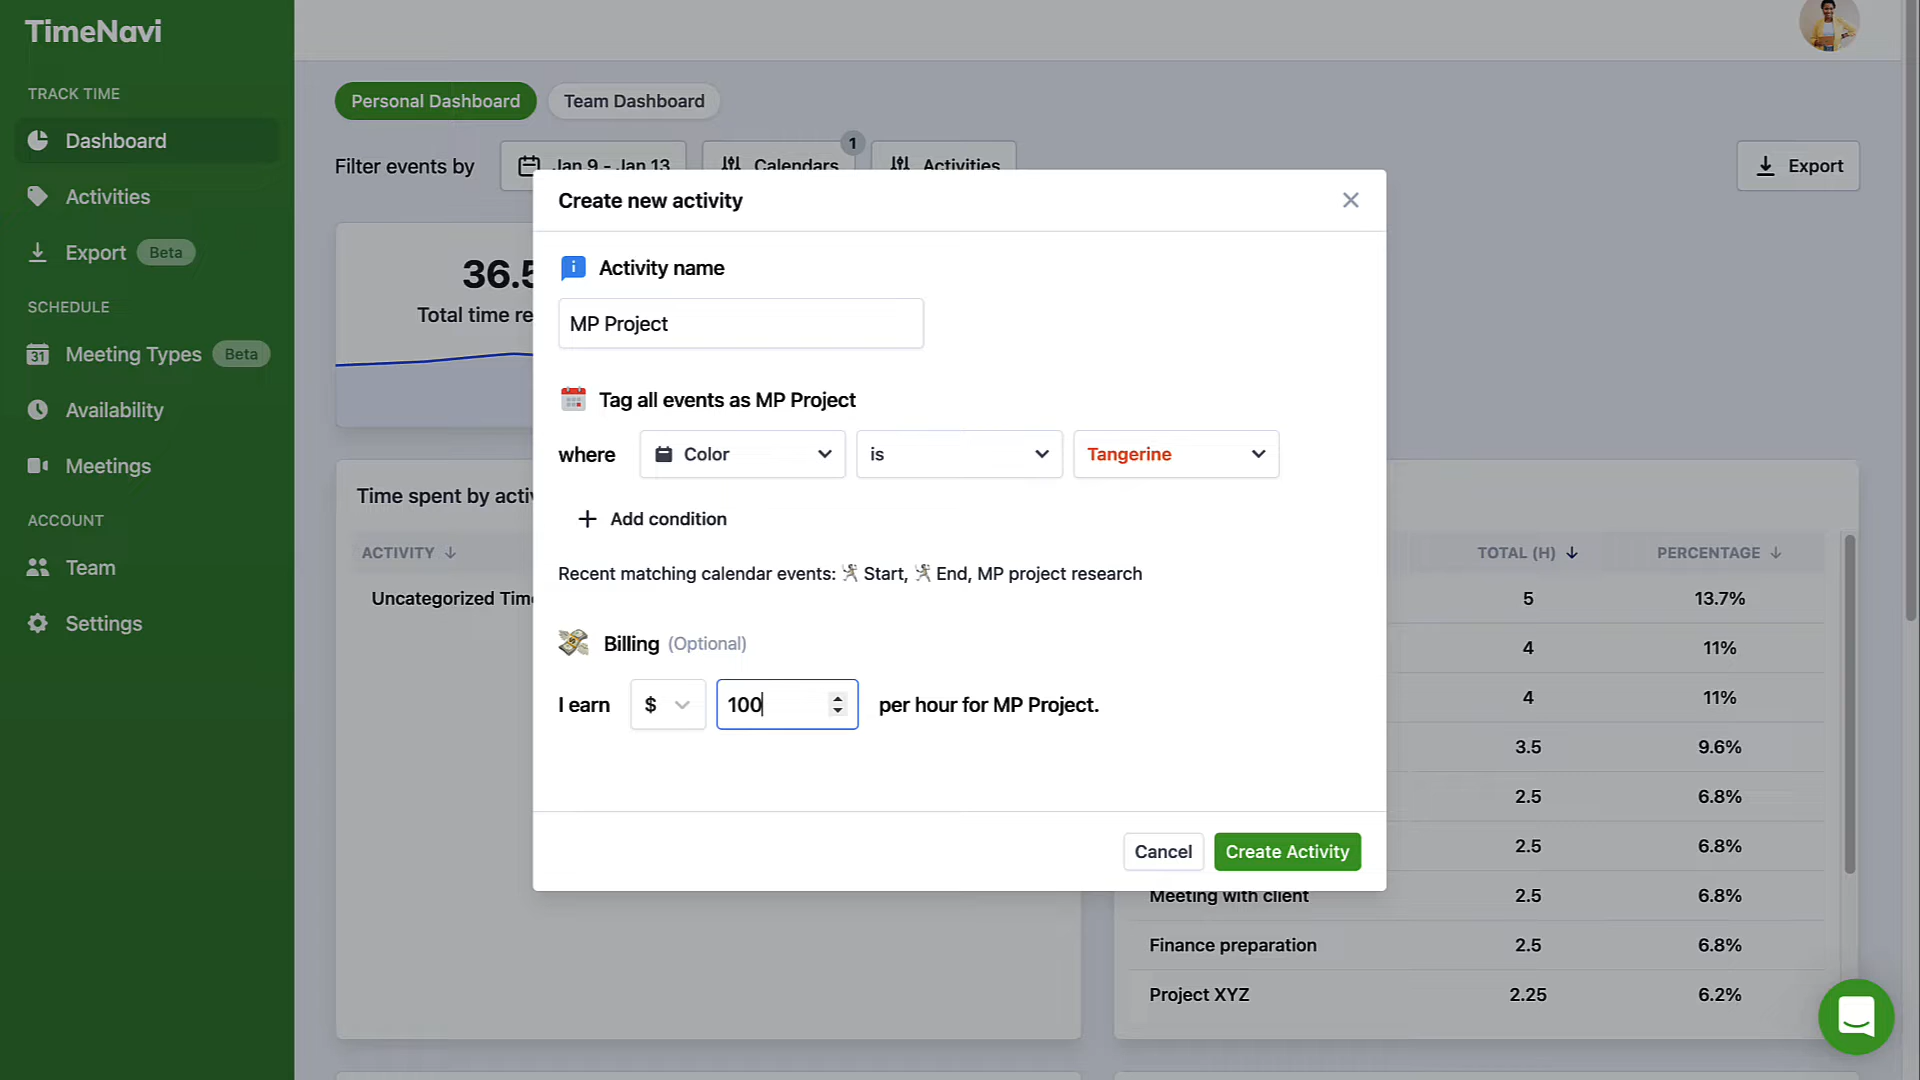 TimeNavi
TRACK TIME
Dashboard
Activities
Export Beta
SCHEDULE
31 Meeting Types Beta
Availability
Meetings
ACCOUNT
Team
Settings
Personal Dashboard Team Dashboard
Filter events by Jan 9 - Jan 13 Calendars 1 Activities
Export
36.5
Total time re
Time spent by acti
ACTIVITY
Uncategorized Tim
Create new activity
Activity name
MP Project
Tag all events as MP Project
where Color is Tangerine
Add condition
Recent matching calendar events: Start, End, MP project research
Billing (Optional)
I earn $ 100 per hour for MP Project.
Cancel Create Activity
TOTAL (H) PERCENTAGE
5 13.7%
4 11%
4 11%
3.5 9.6%
2.5 6.8%
2.5 6.8%
Meeting with client 2.5 6.8%
Finance preparation 2.5 6.8%
Project XYZ 2.25 6.2%